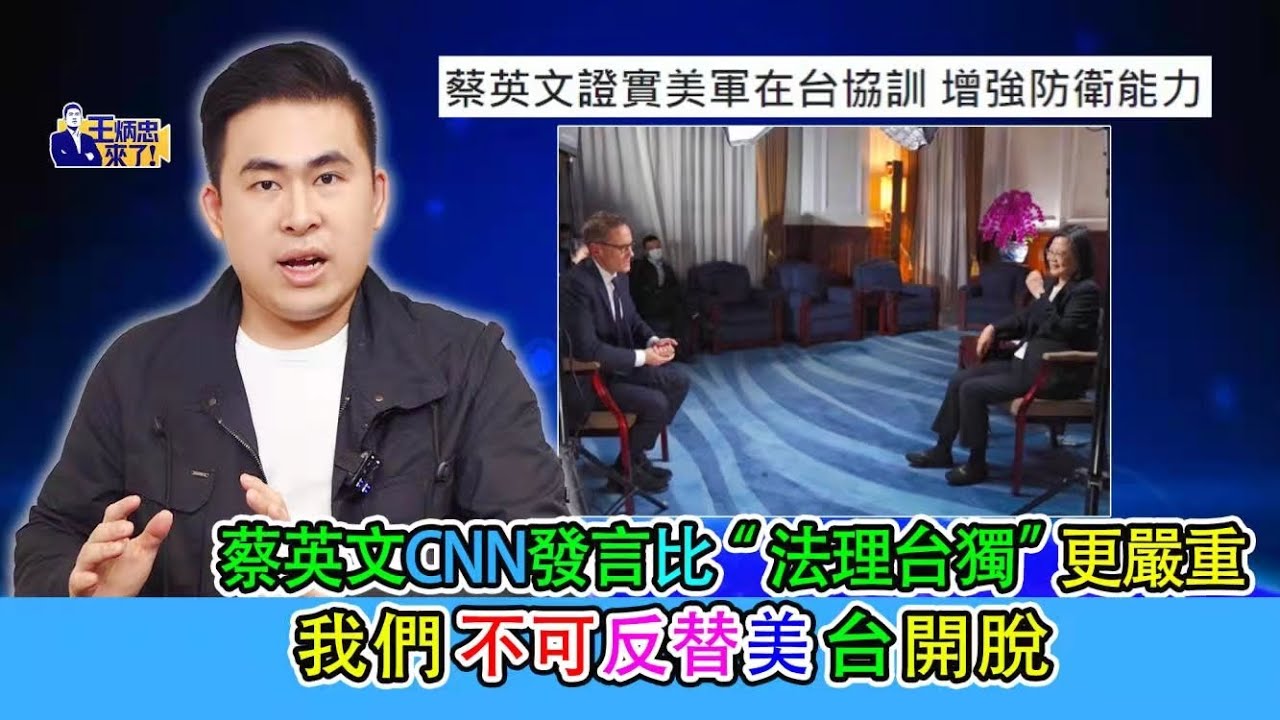 蔡英文證實美軍在台協訓 增強防衛能力
王炳忠
來了!
蔡英文CNN發言比“法理台獨”更嚴重
我們不可反替美台開脫